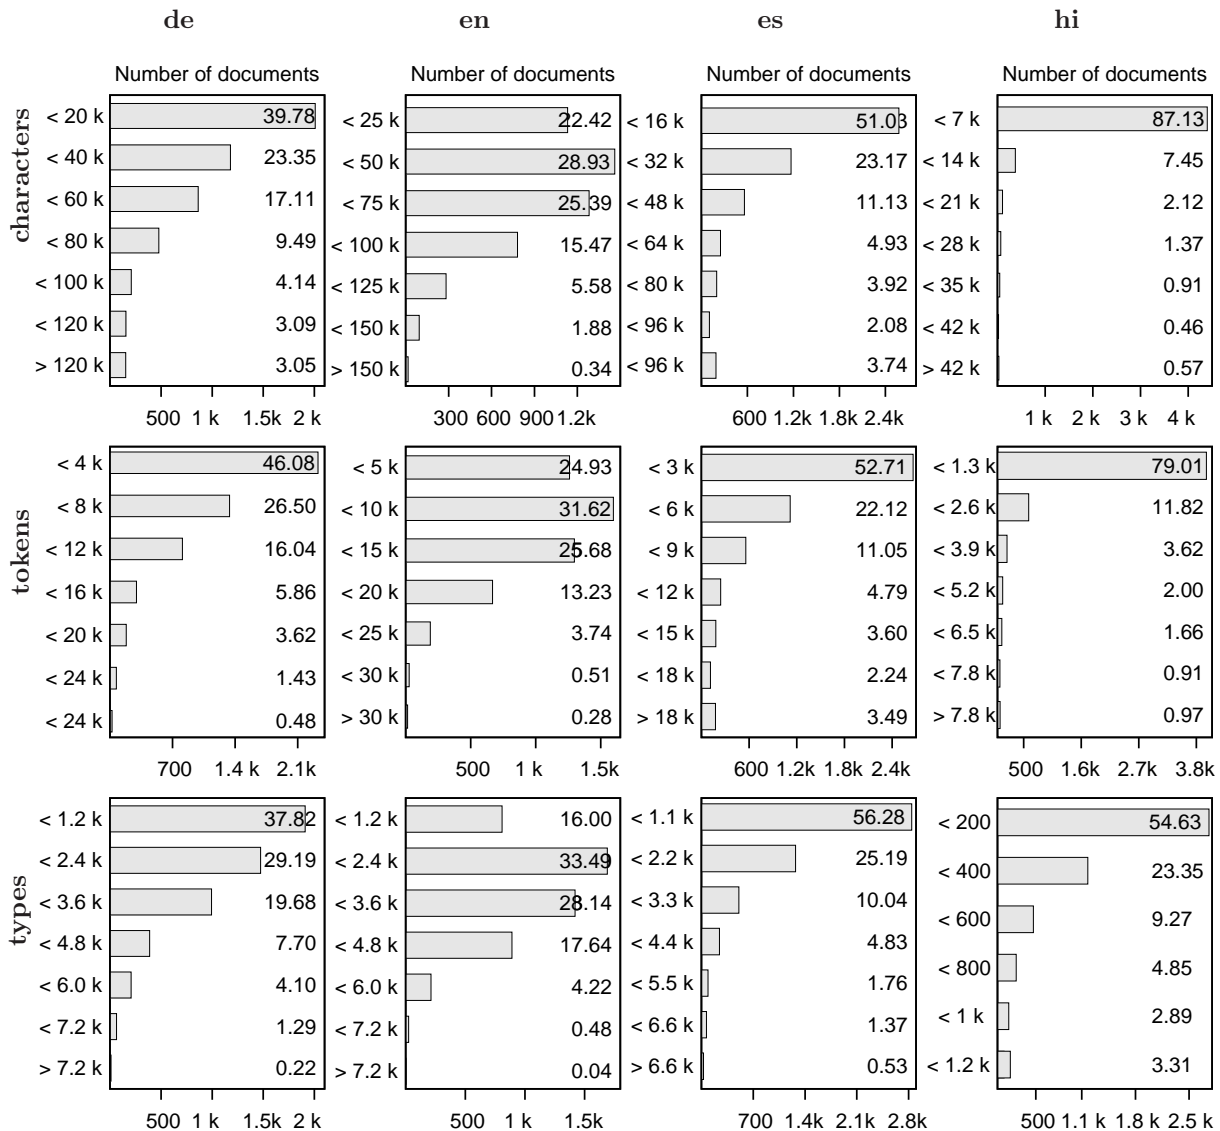 de en es hi
Number of documents Number of documents Number of documents Number of documents
characters
< 20 k 39.78
< 40 k 23.35
< 60 k 17.11
< 80 k 9.49
< 100 k 4.14
< 120 k 3.09
> 120 k 3.05
500 1 k 1.5k 2 k
< 25 k 22.42
< 50 k 28.93
< 75 k 25.39
< 100 k 15.47
< 125 k 5.58
< 150 k 1.88
> 150 k 0.34
300 600 900 1.2k
< 16 k 51.03
< 32 k 23.17
< 48 k 11.13
< 64 k 4.93
< 80 k 3.92
< 96 k 2.08
< 96 k 3.74
600 1.2k 1.8k 2.4k
< 7 k 87.13
< 14 k 7.45
< 21 k 2.12
< 28 k 1.37
< 35 k 0.91
< 42 k 0.46
> 42 k 0.57
1 k 2 k 3 k 4 k
tokens
< 4 k 46.08
< 8 k 26.50
< 12 k 16.04
< 16 k 5.86
< 20 k 3.62
< 24 k 1.43
< 24 k 0.48
700 1.4 k 2.1k
< 5 k 24.93
< 10 k 31.62
< 15 k 25.68
< 20 k 13.23
< 25 k 3.74
< 30 k 0.51
> 30 k 0.28
500 1 k 1.5k
< 3 k 52.71
< 6 k 22.12
< 9 k 11.05
< 12 k 4.79
< 15 k 3.60
< 18 k 2.24
> 18 k 3.49
600 1.2k 1.8k 2.4k
< 1.3 k 79.01
< 2.6 k 11.82
< 3.9 k 3.62
< 5.2 k 2.00
< 6.5 k 1.66
< 7.8 k 0.91
> 7.8 k 0.97
500 1.6k 2.7k 3.8k
types
< 1.2 k 37.82
< 2.4 k 29.19
< 3.6 k 19.68
< 4.8 k 7.70
< 6.0 k 4.10
< 7.2 k 1.29
> 7.2 k 0.22
500 1 k 1.5k 2 k
< 1.2 k 16.00
< 2.4 k 33.49
< 3.6 k 28.14
< 4.8 k 17.64
< 6.0 k 4.22
< 7.2 k 0.48
> 7.2 k 0.04
500 1 k 1.5k
< 1.1 k 56.28
< 2.2 k 25.19
< 3.3 k 10.04
< 4.4 k 4.83
< 5.5 k 1.76
< 6.6 k 1.37
> 6.6 k 0.53
700 1.4k 2.1k 2.8k
< 200 54.63
< 400 23.35
< 600 9.27
< 800 4.85
< 1 k 2.89
< 1.2 k 3.31
500 1.1 k 1.8 k 2.5 k